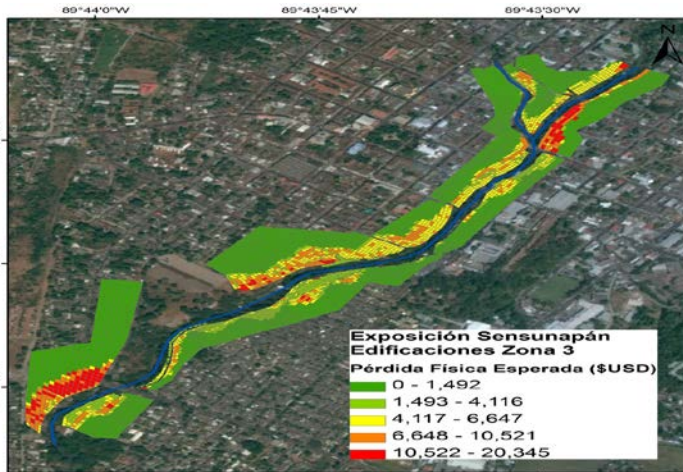 89°44'0"W 89°43'45"W 89°43'30"W
Z
Exposición Sensunapán
Edificaciones Zona 3
Pérdida Física Esperada ($USD)
0 - 1,492
1,493 - 4,116
4,117 - 6,647
6,648 - 10,521
10,522 - 20,345